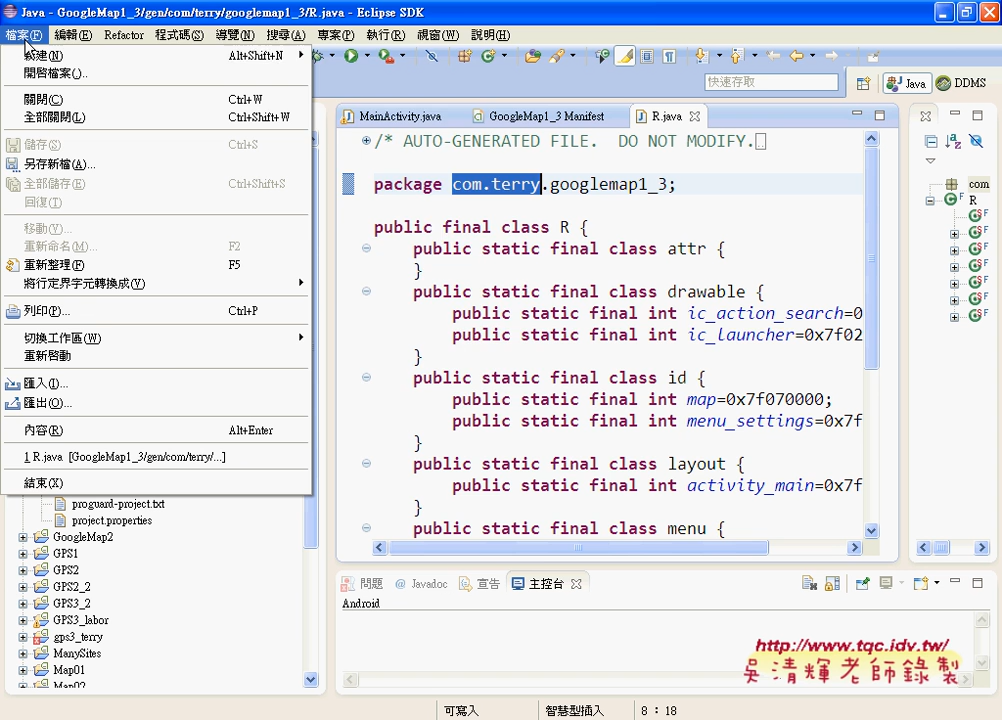 Java - GoogleMap1_3/gen/com/terry/googlemap1_3/R.java - Eclipse SDK
檔案(F) 編輯(E) Refactor 程式碼(S) 導覽(N) 搜尋(A) 專案(P) 執行(R) 視窗(W) 說明(H)
新建(N) Alt+Shift+N
開啓檔案(.)..
關閉(C) Ctrl+W
全部關閉(L) Ctrl+Shift+W
儲存(S) Ctrl+S
另存新檔(A)...
全部儲存(E) Ctrl+Shift+S
回復(T)
移動(V)...
重新命名(M)... F2
重新整理(F) F5
將行定界字元轉換成(V)
列印(P)... Ctrl+P
切換工作區(W)
重新啓動
匯入(I)...
匯出(O)...
內容(R) Alt+Enter
1 R.java [GoogleMap1_3/gen/com/terry/...]
結束(X)
proguard-project.txt
project.properties
GoogleMap2
GPS1
GPS2
GPS2_2
GPS3_2
GPS3_labor
gps3_terry
ManySites
Map01
Map02
快速存取
Java
DDMS
MainActivity.java GoogleMap1_3 Manifest R.java
/* AUTO-GENERATED FILE.  DO NOT MODIFY.
package com.terry.googlemap1_3;
public final class R {
public static final class attr {
}
public static final class drawable {
public static final int ic_action_search=0
public static final int ic_launcher=0x7f02
}
public static final class id {
public static final int map=0x7f070000;
public static final int menu_settings=0x7f
}
public static final class layout {
public static final int activity_main=0x7f
}
public static final class menu {
com
R
問題 @ Javadoc 宣告 主控台
Android
http://www.tqc.idv.tw/
吳清輝老師錄製
可寫入 智慧型插入 8 : 18